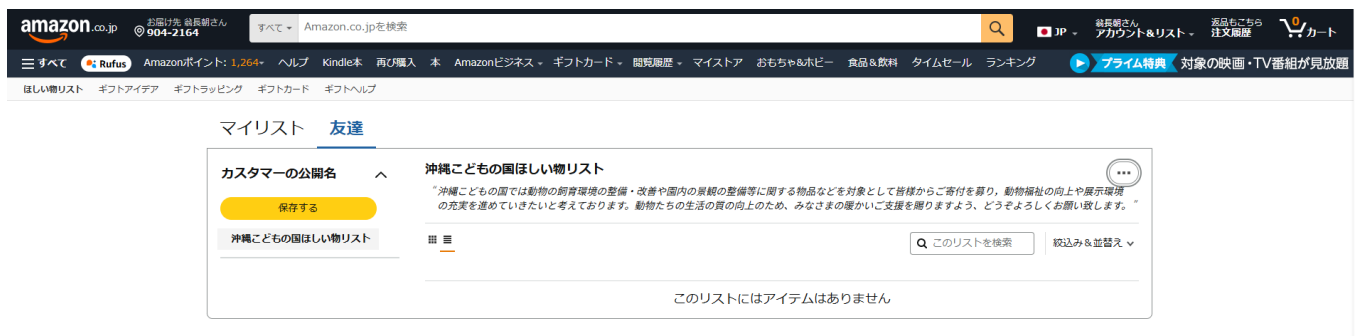 amazon.co.jp
お届け先 翁長朝さん
904-2164
すべて
Amazon.co.jpを検索
JP
翁長朝さん
アカウント&リスト
返品もこちら
注文履歴
0
カート
すべて
Rufus
Amazonポイント: 1,264
ヘルプ
Kindle本
再び購入
本
Amazonビジネス
ギフトカード
閲覧履歴
マイストア
おもちゃ&ホビー
食品&飲料
タイムセール
ランキング
プライム特典
対象の映画・TV番組が見放題
ほしい物リスト
ギフトアイデア
ギフトラッピング
ギフトカード
ギフトヘルプ
マイリスト
友達
カスタマーの公開名
保存する
沖縄こどもの国ほしい物リスト
沖縄こどもの国ほしい物リスト
"沖縄こどもの国では動物の飼育環境の整備・改善や園内の景観の整備等に関する物品などを対象として皆様からご寄付を募り，動物福祉の向上や展示環境
の充実を進めていきたいと考えております。動物たちの生活の質の向上のため、みなさまの暖かいご支援を賜りますよう、どうぞよろしくお願い致します。"
このリストを検索
絞込み&並替え
このリストにはアイテムはありません